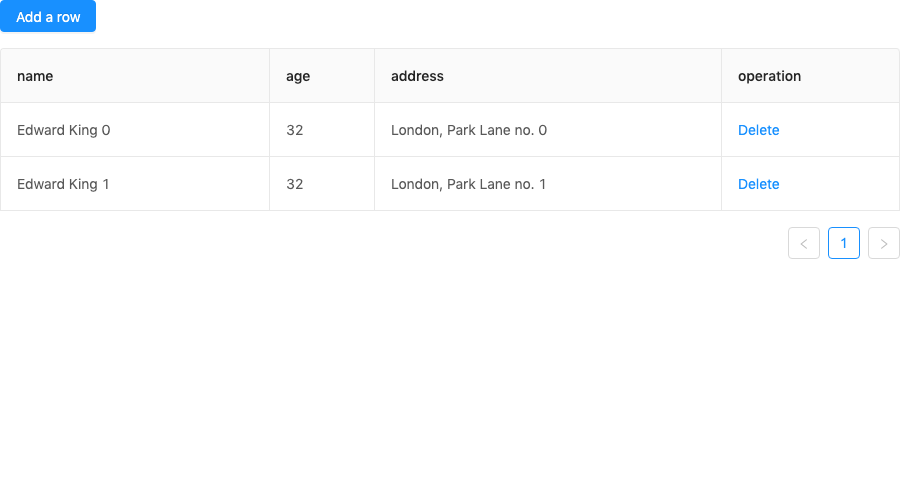 Add a row
name age address operation
Edward King 0 32 London, Park Lane no. 0 Delete
Edward King 1 32 London, Park Lane no. 1 Delete
< 1 >